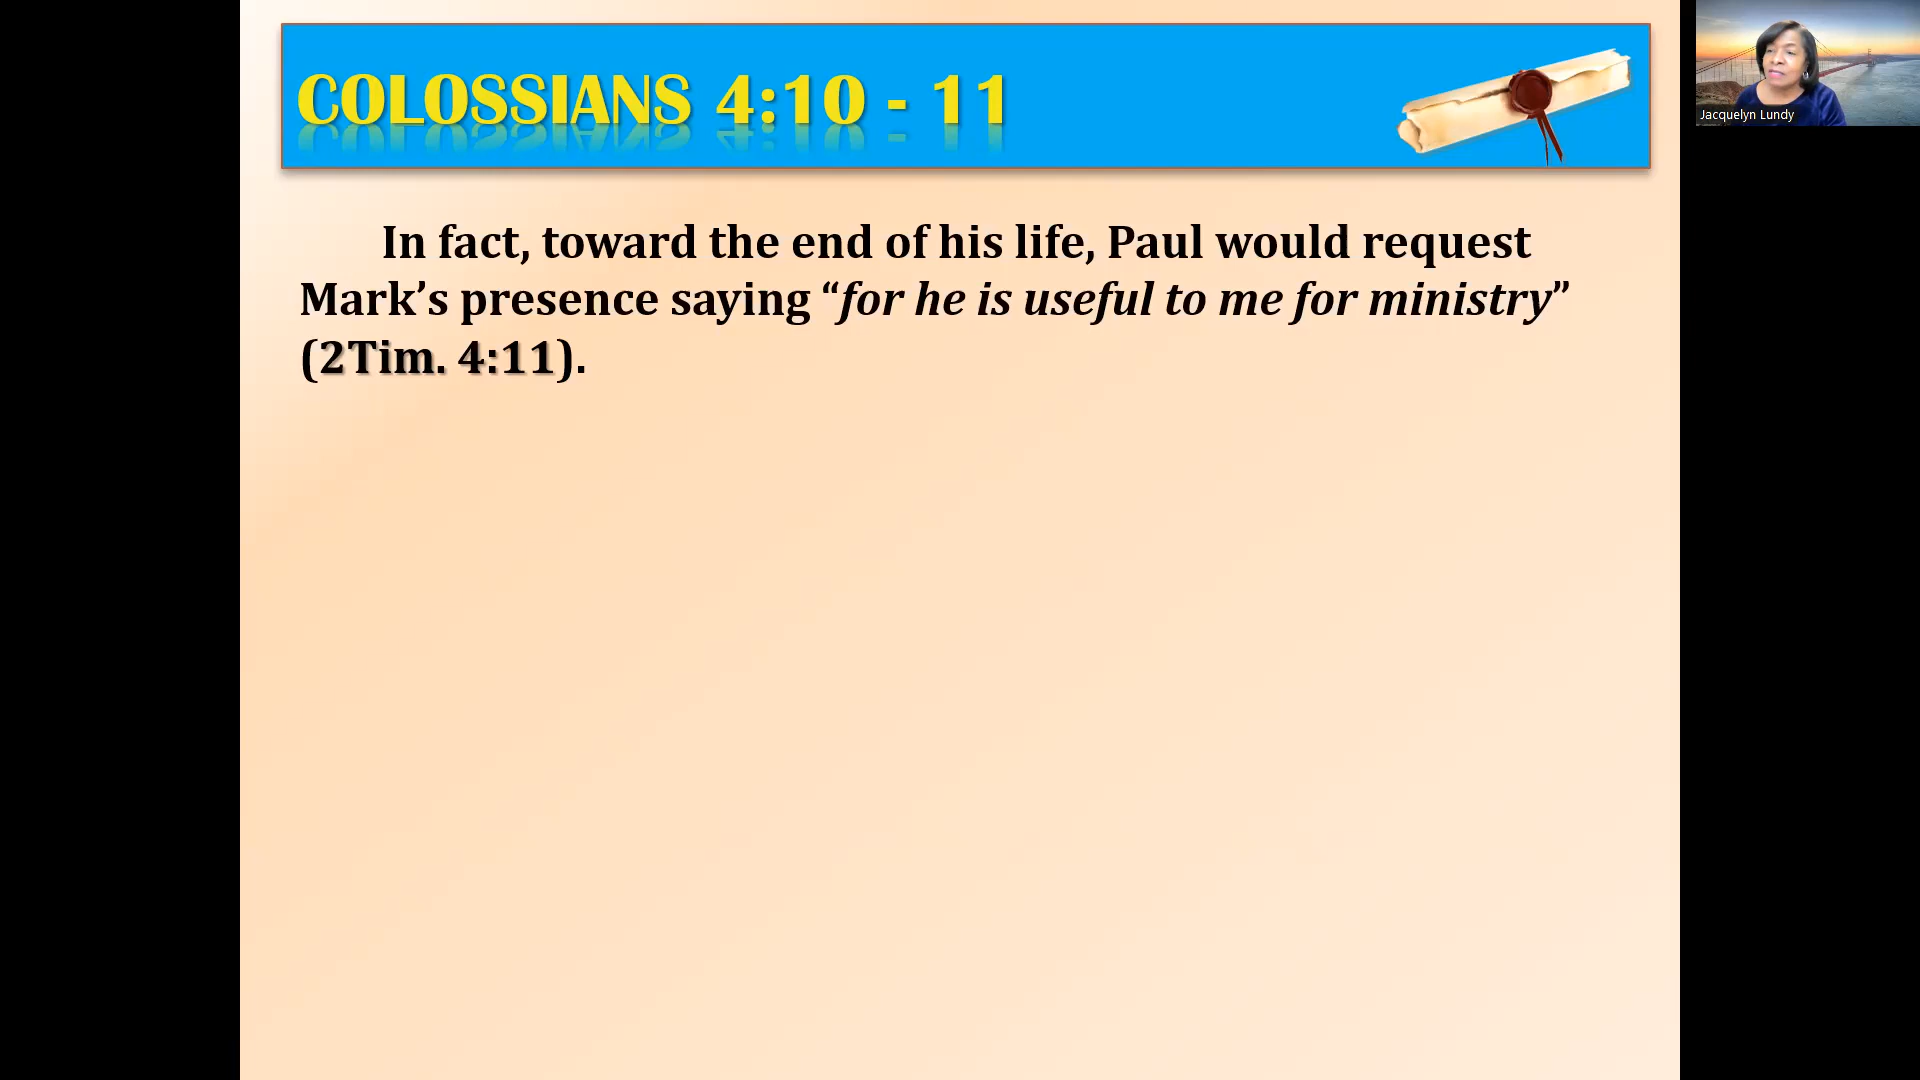 COLOSSIANS 4:10 - 11
Jacquelyn Lundy
In fact, toward the end of his life, Paul would request
Mark’s presence saying “for he is useful to me for ministry”
(2Tim. 4:11).